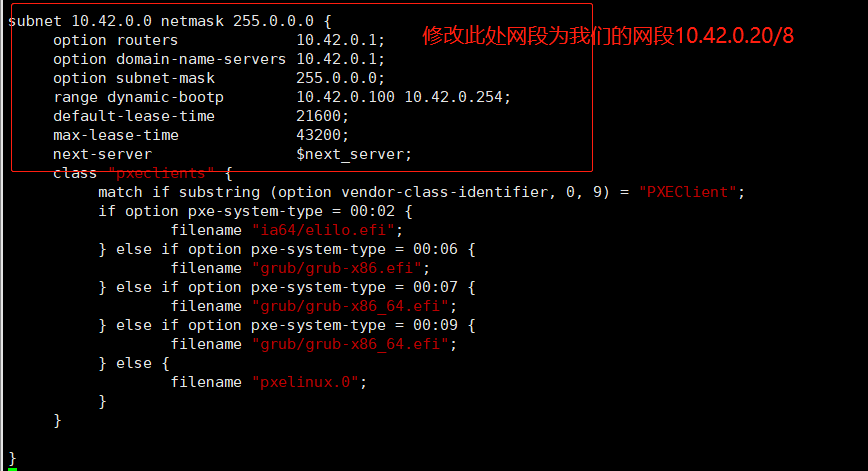 subnet 10.42.0.0 netmask 255.0.0.0 {
修改此处网段为我们的网段10.42.0.20/8
option routers 10.42.0.1;
option domain-name-servers 10.42.0.1;
option subnet-mask 255.0.0.0;
range dynamic-bootp 10.42.0.100 10.42.0.254;
default-lease-time 21600;
max-lease-time 43200;
next-server $next_server;
class "pxeclients" {
match if substring (option vendor-class-identifier, 0, 9) = "PXEClient";
if option pxe-system-type = 00:02 {
filename "ia64/elilo.efi";
} else if option pxe-system-type = 00:06 {
filename "grub/grub-x86.efi";
} else if option pxe-system-type = 00:07 {
filename "grub/grub-x86_64.efi";
} else if option pxe-system-type = 00:09 {
filename "grub/grub-x86_64.efi";
} else {
filename "pxelinux.0";
}
}
}